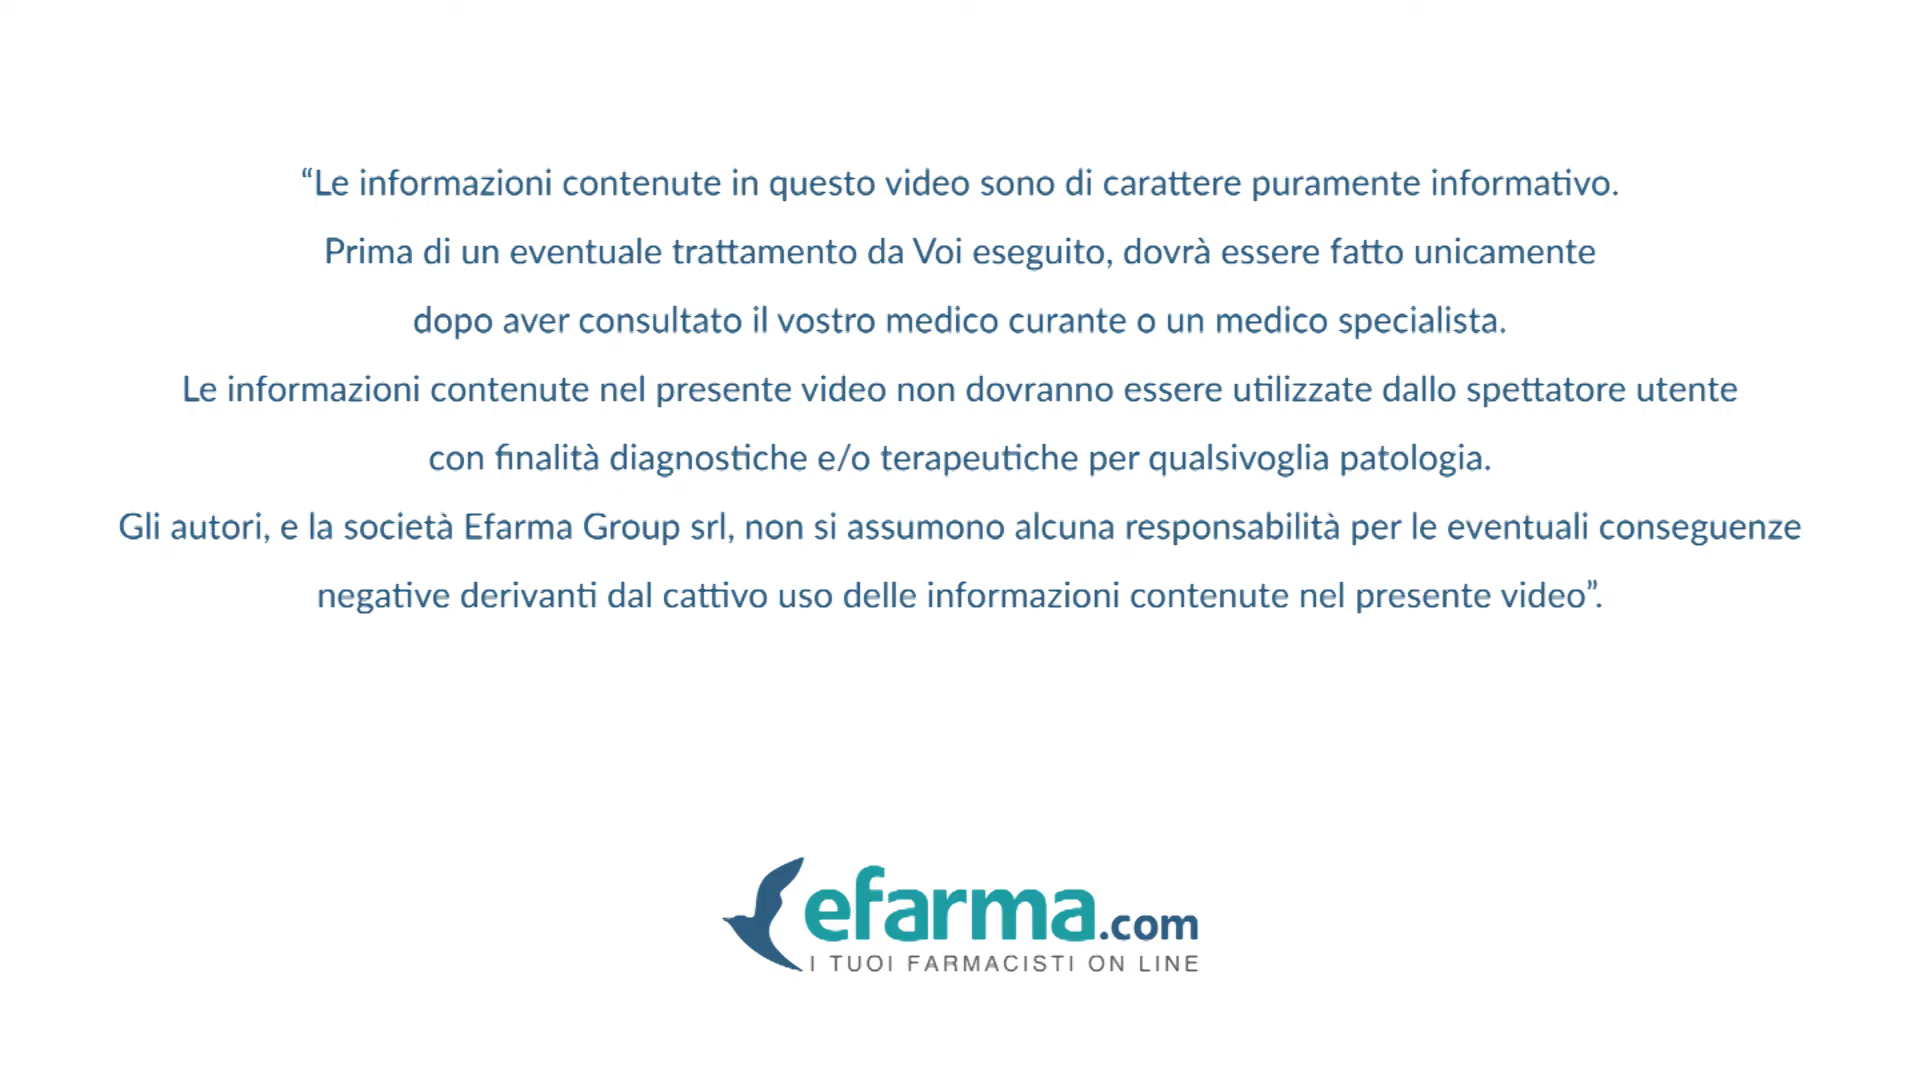 “Le informazioni contenute in questo video sono di carattere puramente informativo.
Prima di un eventuale trattamento da Voi eseguito, dovrà essere fatto unicamente
dopo aver consultato il vostro medico curante o un medico specialista.
Le informazioni contenute nel presente video non dovranno essere utilizzate dallo spettatore utente
con finalità diagnostiche e/o terapeutiche per qualsivoglia patologia.
Gli autori, e la società Efarma Group srl, non si assumono alcuna responsabilità per le eventuali conseguenze
negative derivanti dal cattivo uso delle informazioni contenute nel presente video”.
efarma.com
I TUOI FARMACISTI ON LINE